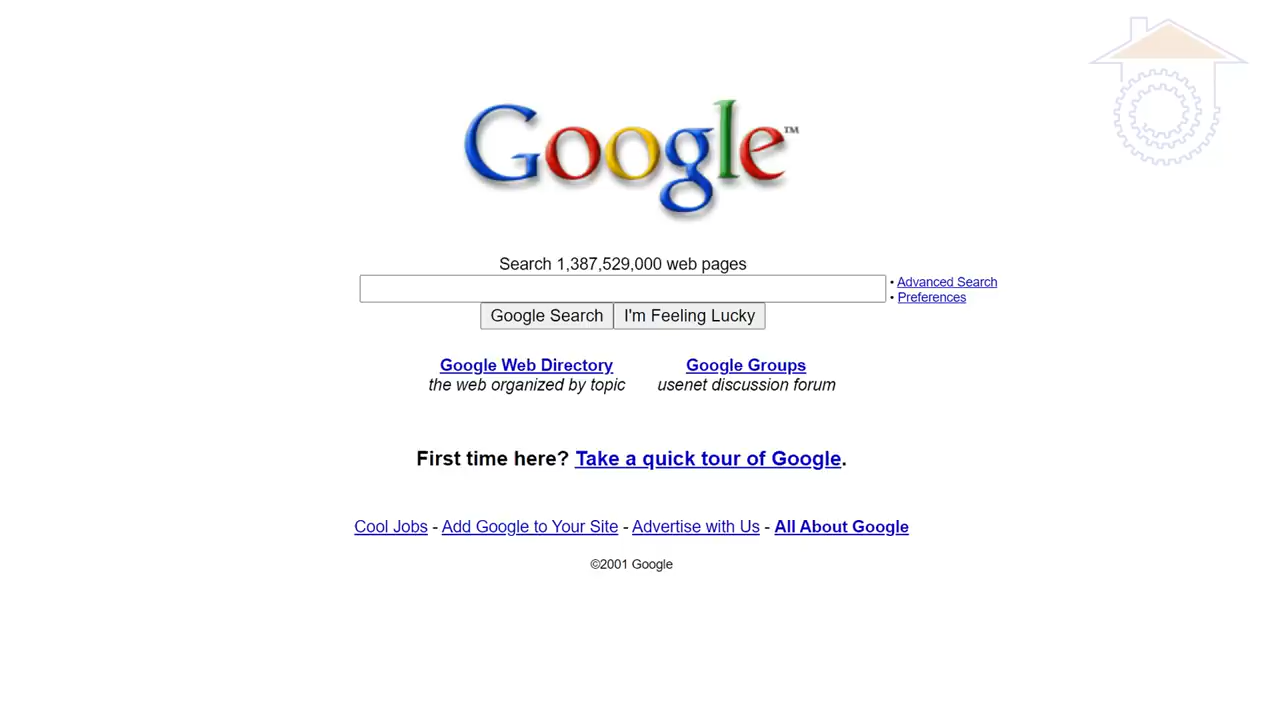 Google™
Search 1,387,529,000 web pages
• Advanced Search
• Preferences
Google Search I'm Feeling Lucky
Google Web Directory Google Groups
the web organized by topic usenet discussion forum
First time here? Take a quick tour of Google.
Cool Jobs - Add Google to Your Site - Advertise with Us - All About Google
©2001 Google